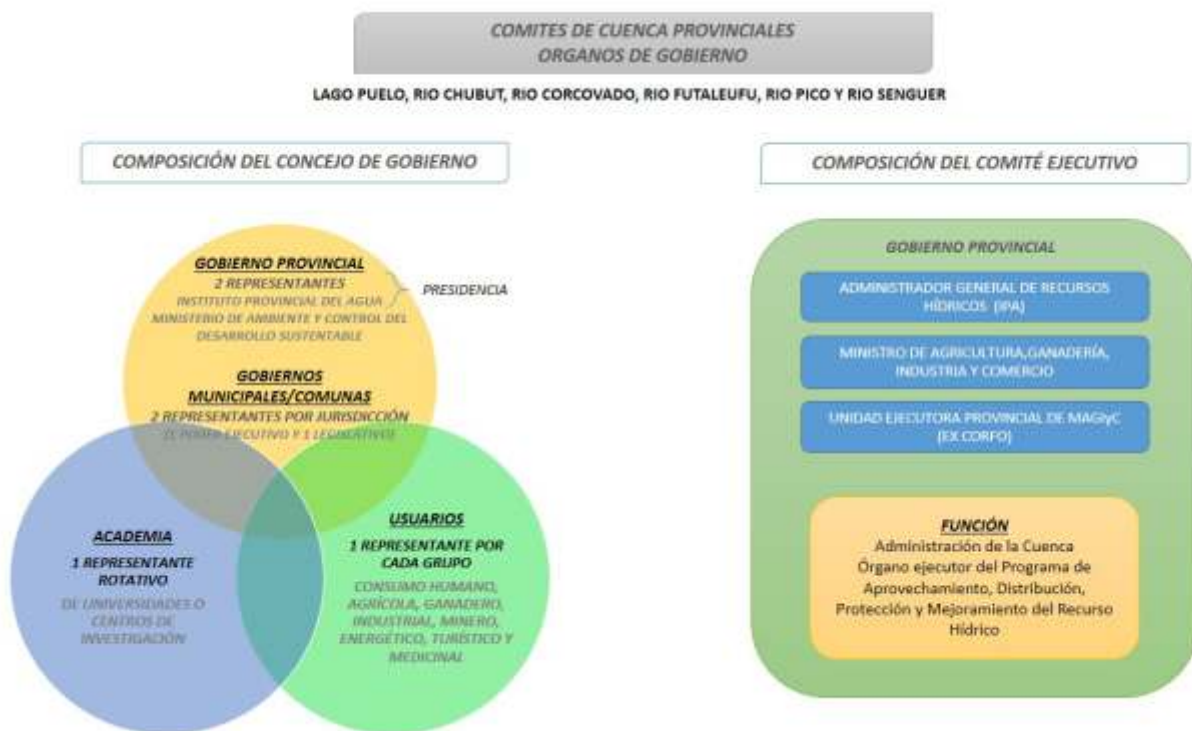 COMITES DE CUENCA PROVINCIALES
ORGANOS DE GOBIERNO
LAGO PUELO, RIO CHUBUT, RIO CORCOVADO, RIO FUTALEUFU, RIO PICO Y RIO SENGUER
COMPOSICIÓN DEL CONCEJO DE GOBIERNO
GOBIERNO PROVINCIAL
2 REPRESENTANTES
INSTITUTO PROVINCIAL DEL AGUA
MINISTERIO DE AMBIENTE Y CONTROL DEL
DESARROLLO SUSTENTABLE
PRESIDENCIA
GOBIERNOS
MUNICIPALES/COMUNAS
2 REPRESENTANTES POR JURISDICCIÓN
(1 PODER EJECUTIVO Y 1 LEGISLATIVO)
ACADEMIA
1 REPRESENTANTE
ROTATIVO
DE UNIVERSIDADES O
CENTROS DE
INVESTIGACIÓN
USUARIOS
1 REPRESENTANTE POR
CADA GRUPO
CONSUMO HUMANO,
AGRÍCOLA, GANADERO,
INDUSTRIAL, MINERO,
ENERGÉTICO, TURÍSTICO Y
MEDICINAL
COMPOSICIÓN DEL COMITÉ EJECUTIVO
GOBIERNO PROVINCIAL
ADMINISTRADOR GENERAL DE RECURSOS
HÍDRICOS (IPA)
MINISTRO DE AGRICULTURA,GANADERÍA,
INDUSTRIA Y COMERCIO
UNIDAD EJECUTORA PROVINCIAL DE MAGIyC
(EX CORFO)
FUNCIÓN
Administración de la Cuenca
Órgano ejecutor del Programa de
Aprovechamiento, Distribución,
Protección y Mejoramiento del Recurso
Hídrico